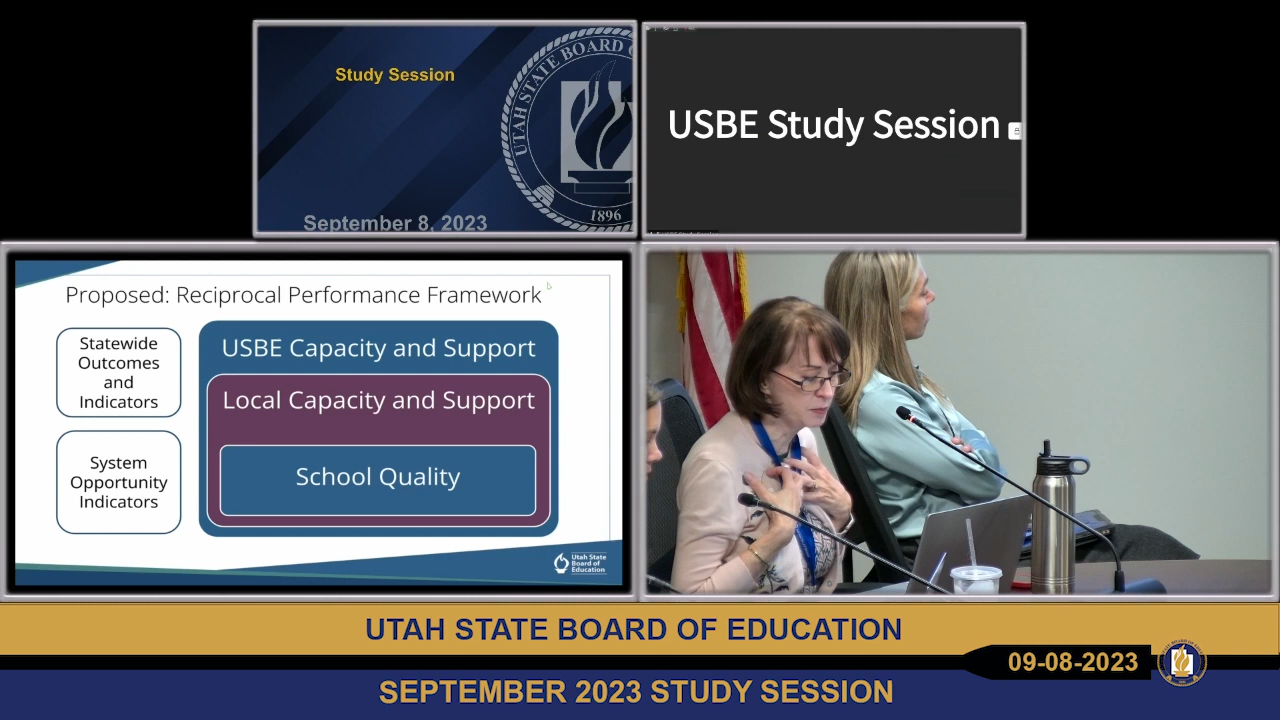 Study Session
UTAH STATE BOARD O
1896
September 8, 2023
USBE Study Session
Proposed: Reciprocal Performance Framework
Statewide
Outcomes
and
Indicators
System
Opportunity
Indicators
USBE Capacity and Support
Local Capacity and Support
School Quality
Utah State
Board of
Education
UTAH STATE BOARD OF EDUCATION
09-08-2023
SEPTEMBER 2023 STUDY SESSION